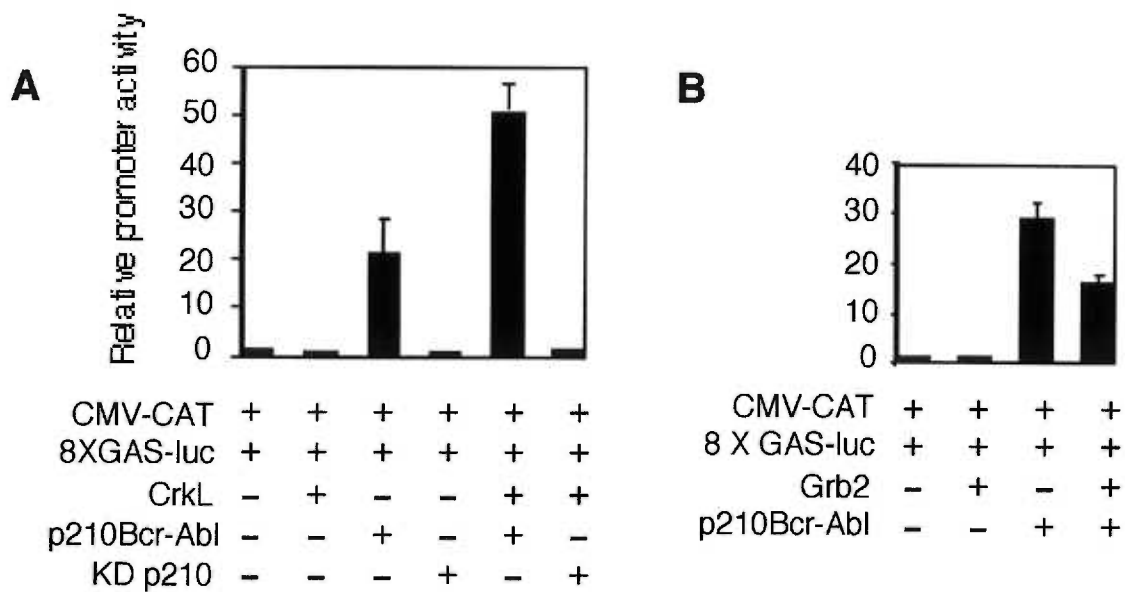 A
Relative promoter activity
60
50
40
30
20
10
0
CMV-CAT + + + + + +
8XGAS-luc + + + + + +
CrkL – + – – + +
p210Bcr-Abl – – + – + –
KD p210 – – – + – +
B
40
30
20
10
0
CMV-CAT + + + +
8 X GAS-luc + + + +
Grb2 – + – +
p210Bcr-Abl – – + +